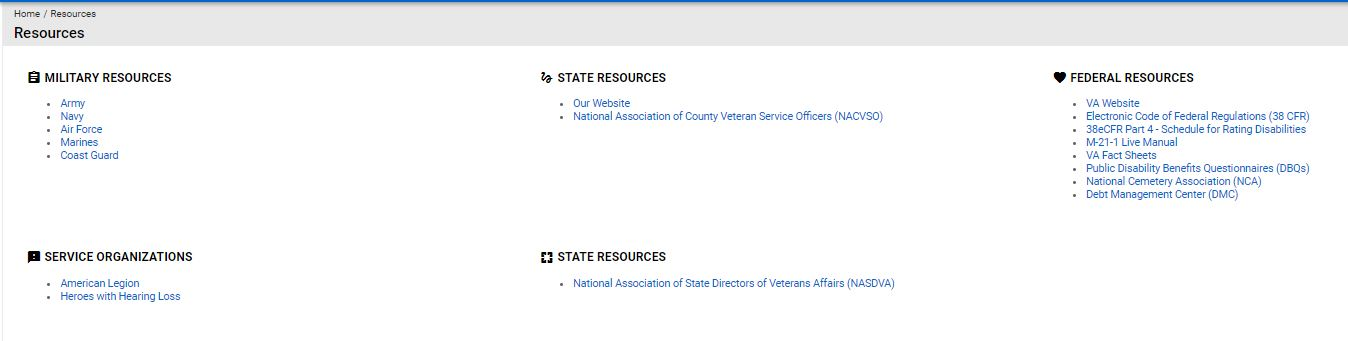 Home / Resources
Resources
MILITARY RESOURCES
Army
Navy
Air Force
Marines
Coast Guard
STATE RESOURCES
Our Website
National Association of County Veteran Service Officers (NACVSO)
FEDERAL RESOURCES
VA Website
Electronic Code of Federal Regulations (38 CFR)
38eCFR Part 4 - Schedule for Rating Disabilities
M-21-1 Live Manual
VA Fact Sheets
Public Disability Benefits Questionnaires (DBQs)
National Cemetery Association (NCA)
Debt Management Center (DMC)
SERVICE ORGANIZATIONS
American Legion
Heroes with Hearing Loss
STATE RESOURCES
National Association of State Directors of Veterans Affairs (NASDVA)